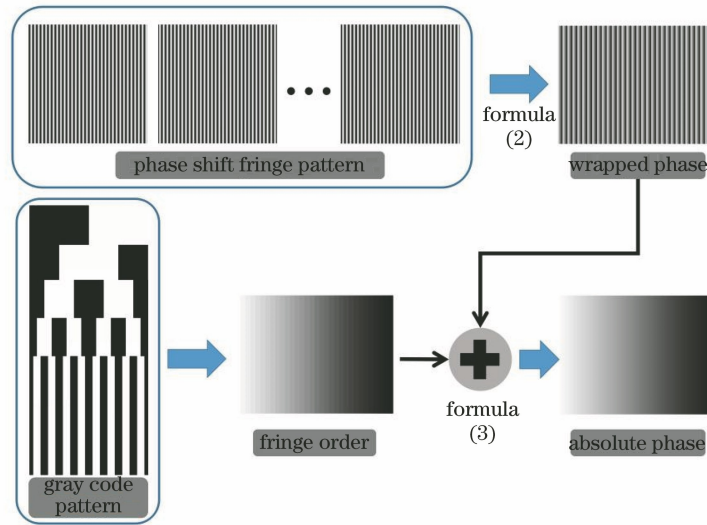 phase shift fringe pattern
formula
(2)
wrapped phase
gray code
pattern
fringe order
formula
(3)
absolute phase